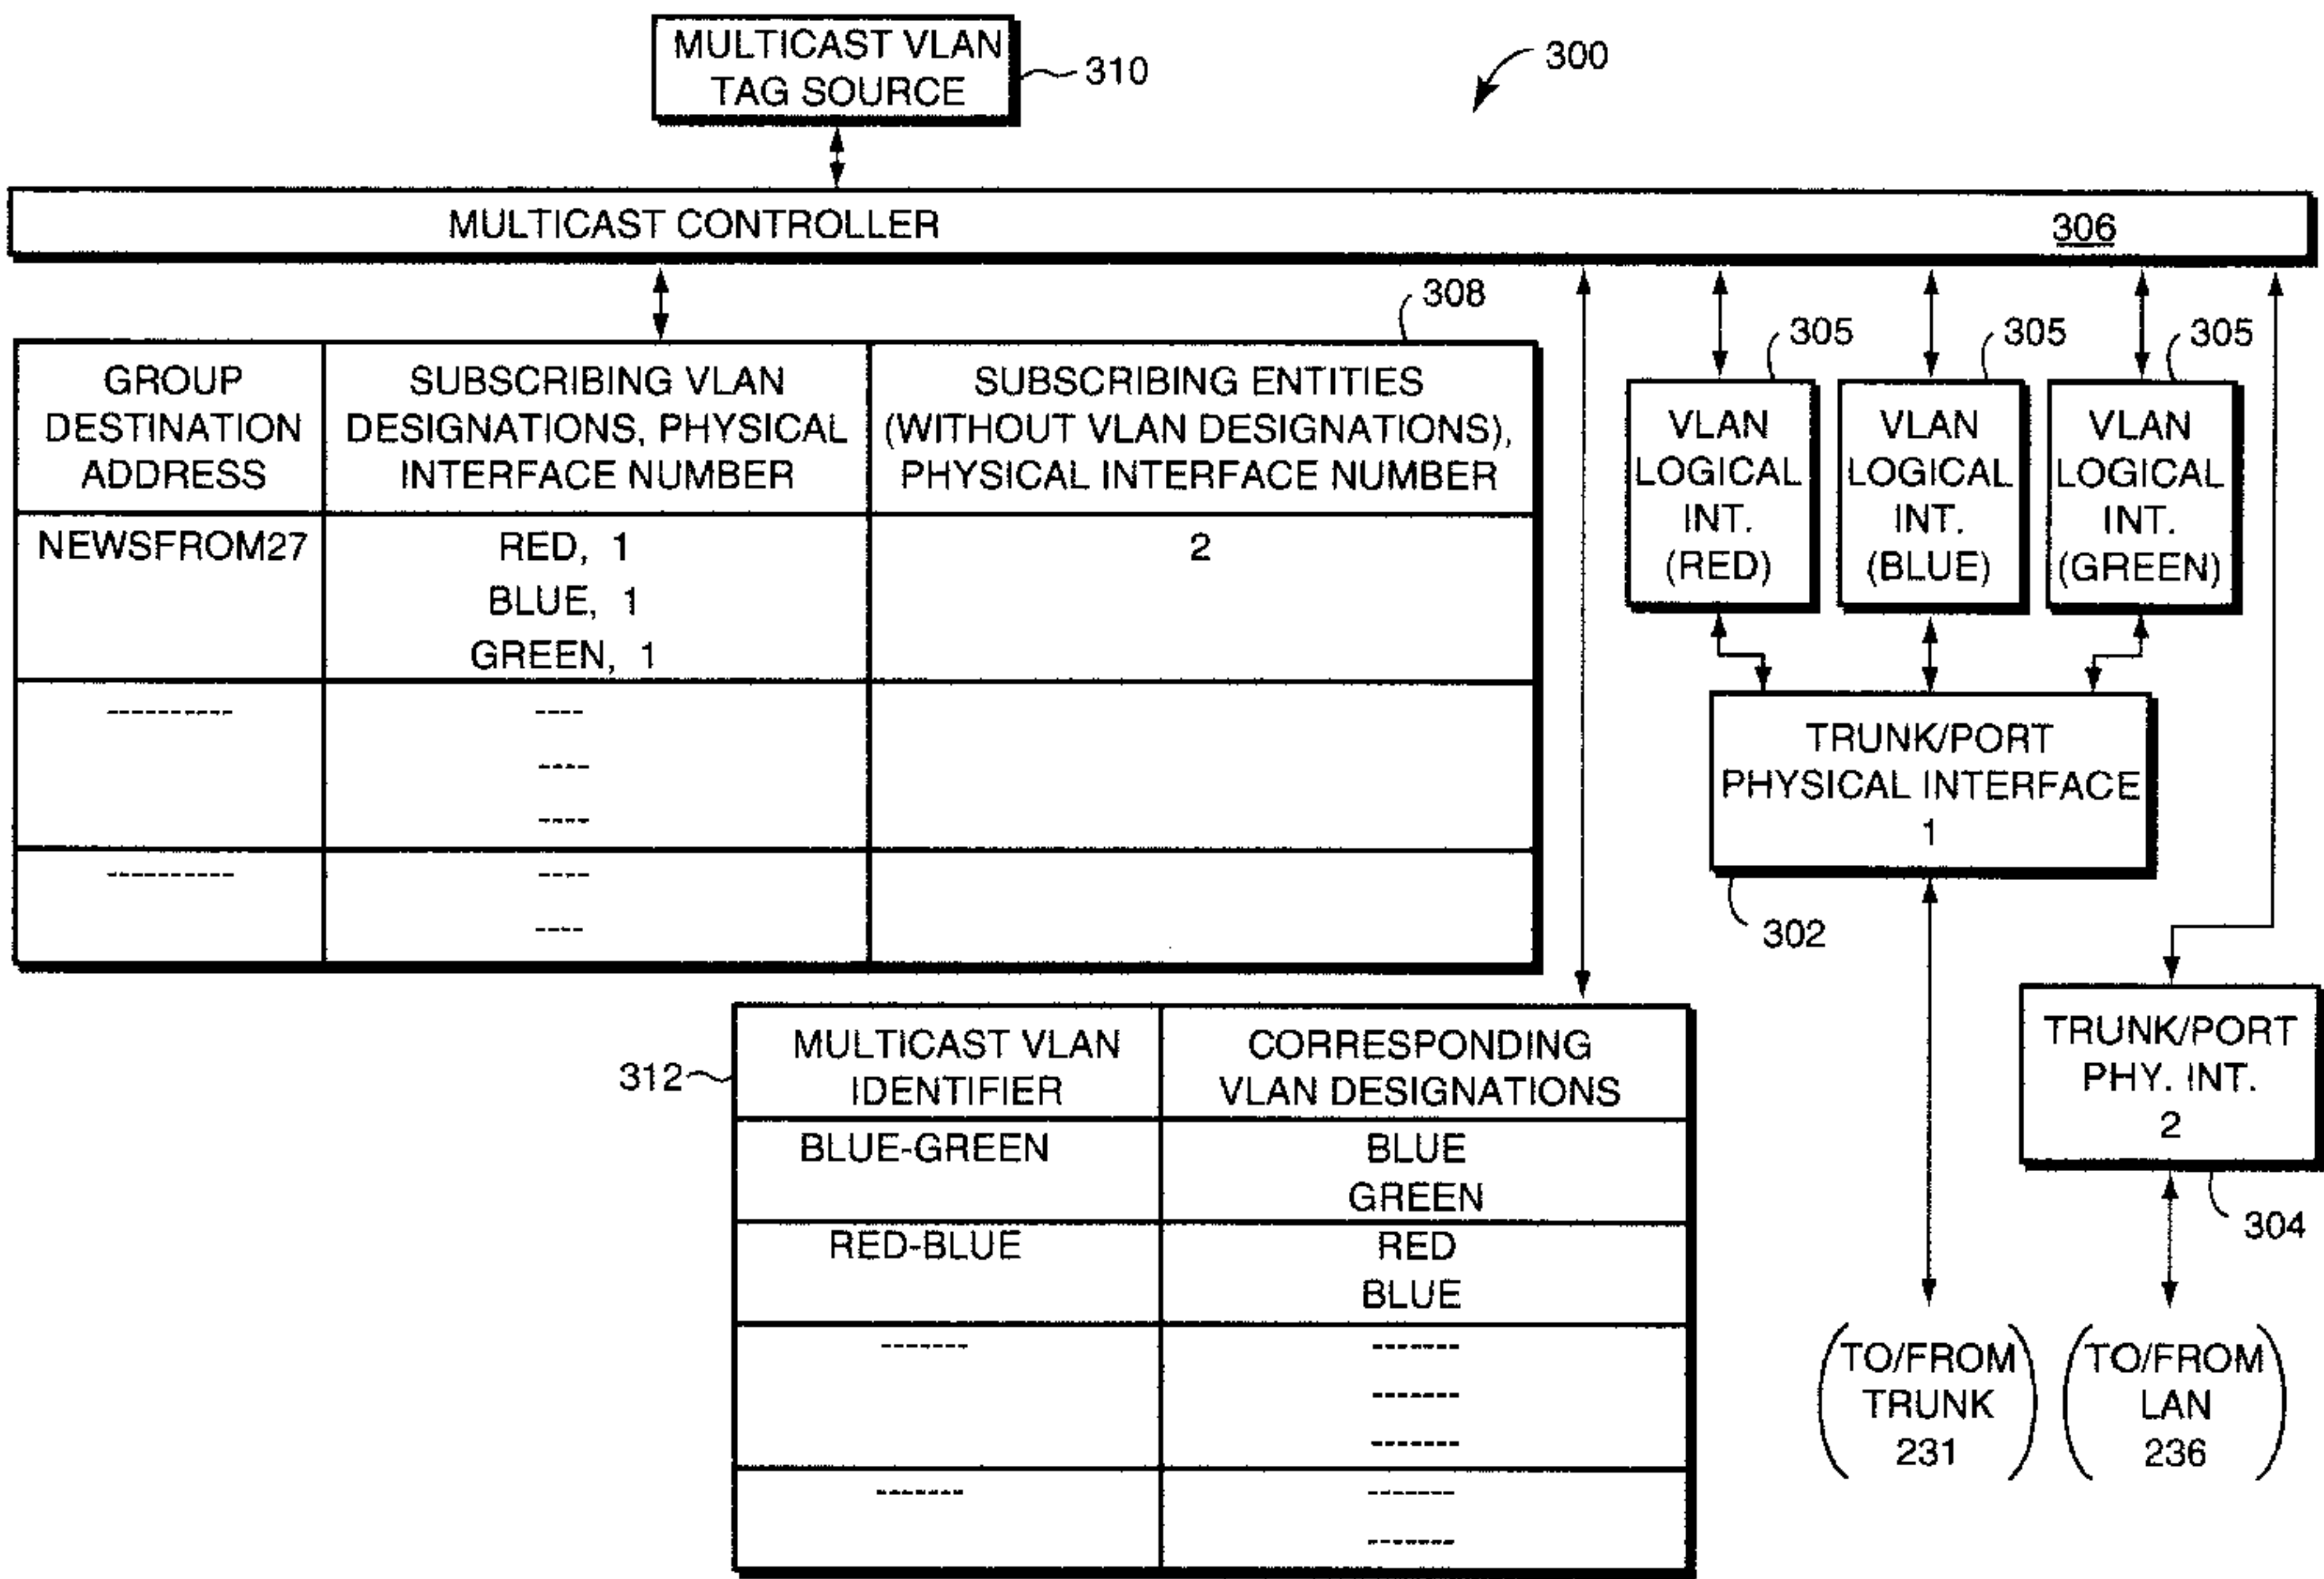 MULTICAST VLAN
TAG SOURCE
310
300
MULTICAST CONTROLLER
306
308
GROUP
DESTINATION
ADDRESS
SUBSCRIBING VLAN
DESIGNATIONS, PHYSICAL
INTERFACE NUMBER
SUBSCRIBING ENTITIES
(WITHOUT VLAN DESIGNATIONS),
PHYSICAL INTERFACE NUMBER
NEWSFROM27
RED, 1
BLUE, 1
GREEN, 1
2
----------
----
----
----
----------
----
----
305
305
305
VLAN
LOGICAL
INT.
(RED)
VLAN
LOGICAL
INT.
(BLUE)
VLAN
LOGICAL
INT.
(GREEN)
TRUNK/PORT
PHYSICAL INTERFACE
1
302
TRUNK/PORT
PHY. INT.
2
304
312
MULTICAST VLAN
IDENTIFIER
CORRESPONDING
VLAN DESIGNATIONS
BLUE-GREEN
BLUE
GREEN
RED-BLUE
RED
BLUE
-------
-------
-------
-------
-------
-------
-------
(TO/FROM
TRUNK
231)
(TO/FROM
LAN
236)